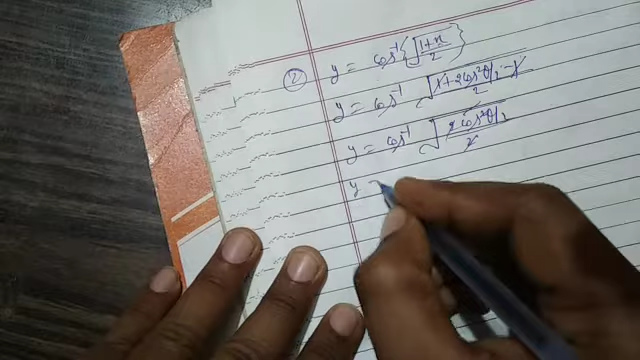 ② y = cos⁻¹ { √(1+x / 2) }
y = cos⁻¹ √(1+2cos²θ/2-1 / 2)
y = cos⁻¹ √(2cos²θ/2 / 2)
y =